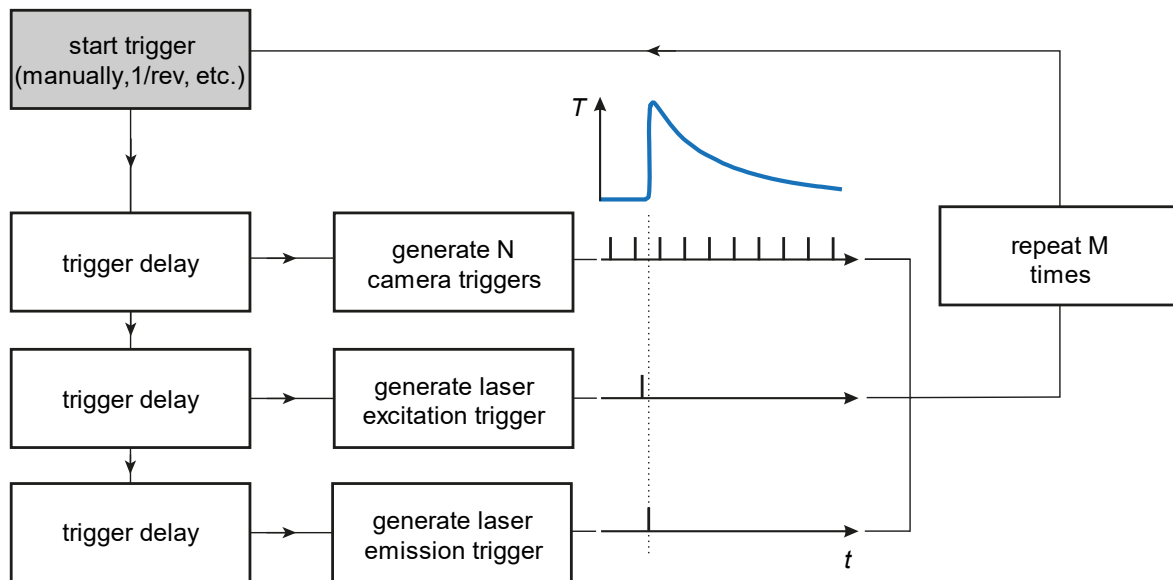 start trigger
(manually,1/rev, etc.)
T
trigger delay
generate N
camera triggers
repeat M
times
trigger delay
generate laser
excitation trigger
trigger delay
generate laser
emission trigger
t